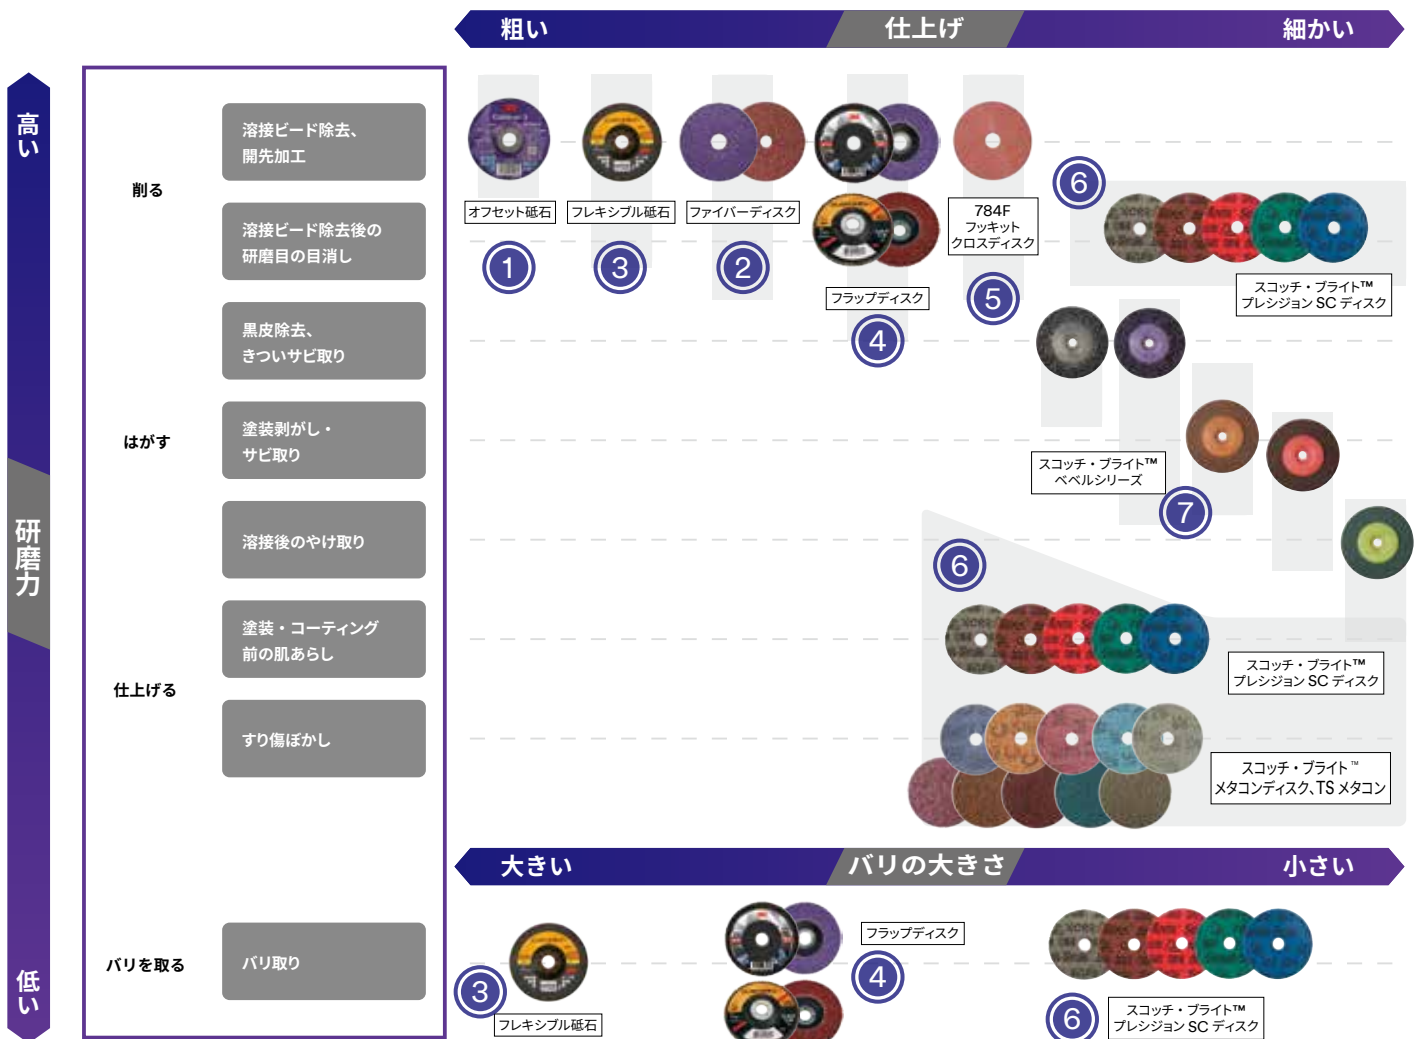 粗い
仕上げ
細かい
高い
研磨力
低い
削る
溶接ビード除去、
開先加工
溶接ビード除去後の
研磨目の目消し
はがす
黒皮除去、
きついサビ取り
塗装剥がし・
サビ取り
溶接後のやけ取り
仕上げる
塗装・コーティング
前の肌あらし
すり傷ぼかし
バリを取る
バリ取り
オフセット砥石
1
フレキシブル砥石
3
ファイバーディスク
2
フラップディスク
4
784F
フッキット
クロスディスク
5
6
スコッチ・ブライト™
プレシジョン SC ディスク
スコッチ・ブライト™
ベベルシリーズ
7
6
スコッチ・ブライト™
プレシジョン SC ディスク
スコッチ・ブライト™
メタコンディスク、TS メタコン
大きい
バリの大きさ
小さい
3
フレキシブル砥石
フラップディスク
4
6
スコッチ・ブライト™
プレシジョン SC ディスク